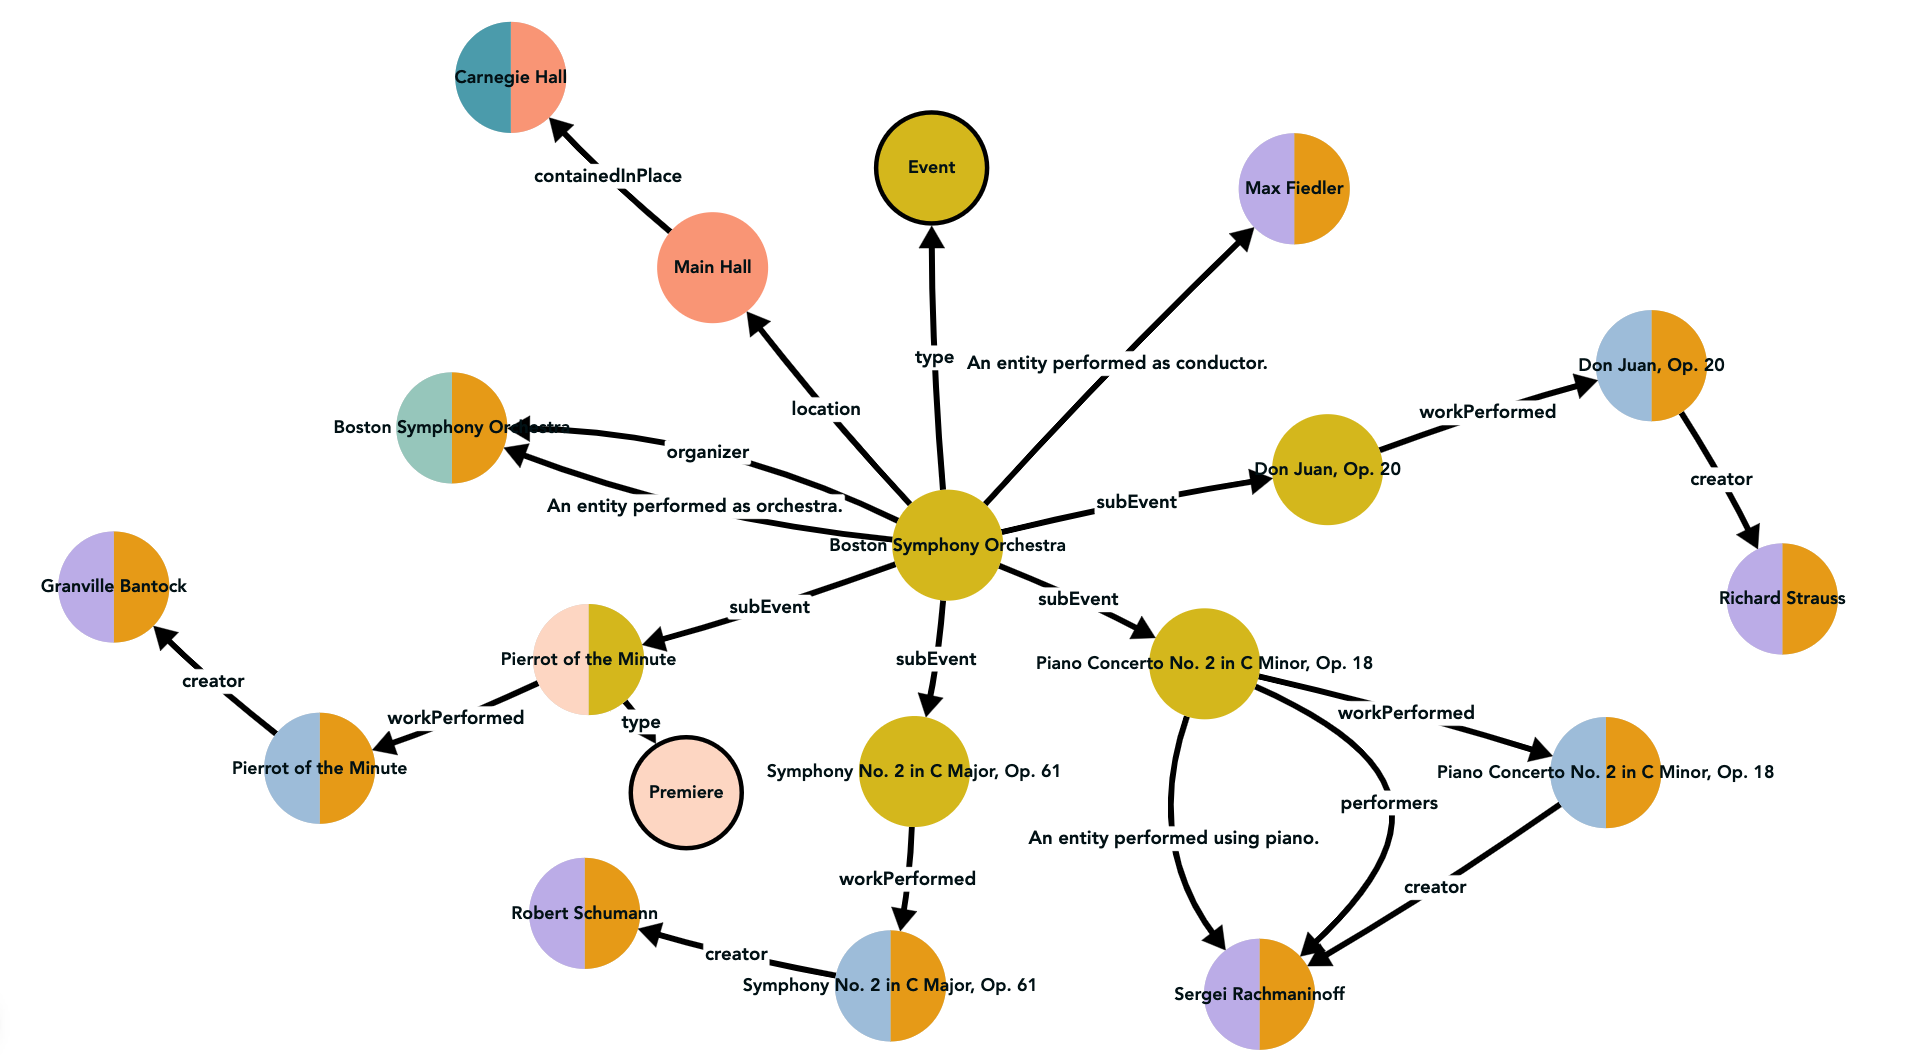 Carnegie Hall
containedInPlace
Event
Max Fiedler
Main Hall
type
An entity performed as conductor.
Don Juan, Op. 20
location
workPerformed
Boston Symphony Orchestra
organizer
Don Juan, Op. 20
creator
An entity performed as orchestra.
subEvent
Boston Symphony Orchestra
Granville Bantock
subEvent
subEvent
Richard Strauss
Pierrot of the Minute
subEvent
Piano Concerto No. 2 in C Minor, Op. 18
creator
workPerformed
type
workPerformed
Pierrot of the Minute
Premiere
Symphony No. 2 in C Major, Op. 61
Piano Concerto No. 2 in C Minor, Op. 18
performers
An entity performed using piano.
workPerformed
creator
Robert Schumann
creator
Symphony No. 2 in C Major, Op. 61
Sergei Rachmaninoff